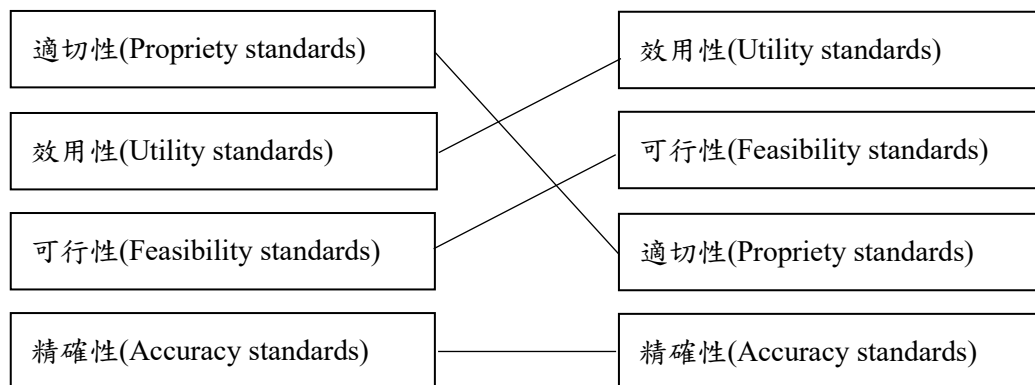 適切性(Propriety standards)
效用性(Utility standards)
可行性(Feasibility standards)
精確性(Accuracy standards)
效用性(Utility standards)
可行性(Feasibility standards)
適切性(Propriety standards)
精確性(Accuracy standards)